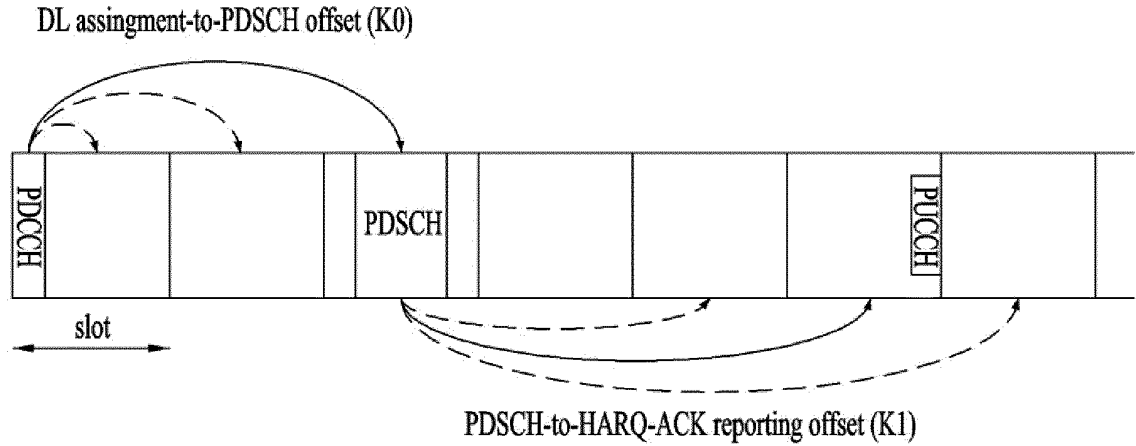 DL assingment-to-PDSCH offset (K0)
PDCCH
PDSCH
PUCCH
slot
PDSCH-to-HARQ-ACK reporting offset (K1)